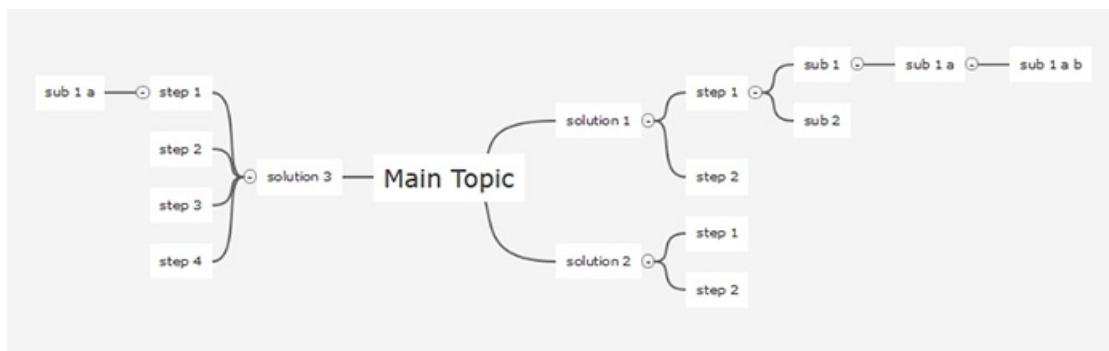 Main Topic
solution 1
step 1
sub 1
sub 1 a
sub 1 a b
sub 2
step 2
solution 2
step 1
step 2
solution 3
step 1
sub 1 a
step 2
step 3
step 4